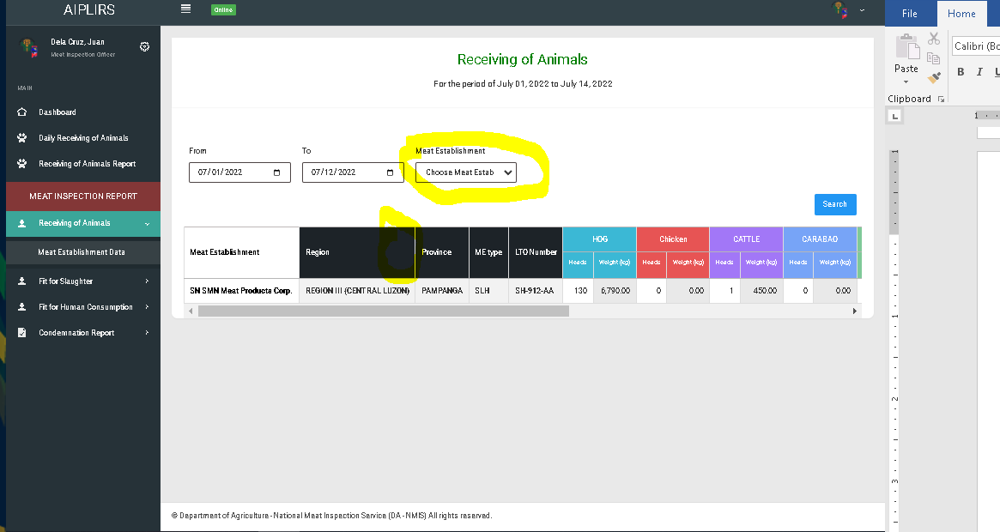 AIPLIRS
Online
Dela Cruz, Juan
Meat Inspection Officer
MAIN
Dashboard
Daily Receiving of Animals
Receiving of Animals Report
MEAT INSPECTION REPORT
Receiving of Animals
Meat Establishment Data
Fit for Slaughter
Fit for Human Consumption
Condemnation Report
Receiving of Animals
For the period of July 01, 2022 to July 14, 2022
From To Meat Establishment
07/01/2022 07/12/2022 Choose Meat Estab
Search
Meat Establishment Region Province ME type LTO Number HOG Chicken CATTLE CARABAO
Heads Weight (kg) Heads Weight (kg) Heads Weight (kg) Heads Weight (kg)
SN SMN Meat Products Corp. REGION III (CENTRAL LUZON) PAMPANGA SLH SH-912-AA 130 6,790.00 0 0.00 1 450.00 0 0.00
© Department of Agriculture - National Meat Inspection Service (DA - NMIS) All rights reserved.
File Home
Calibri (Bo
Paste
B I U
Clipboard
L
1
1
1
2
3